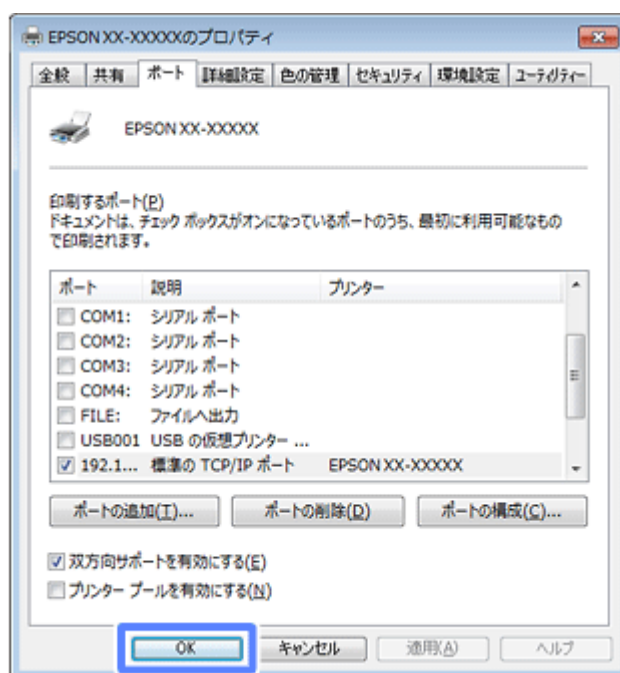 EPSON XX-XXXXXのプロパティ
全般 共有 ポート 詳細設定 色の管理 セキュリティ 環境設定 ユーティリティー
EPSON XX-XXXXX
印刷するポート(P)
ドキュメントは、チェック ボックスがオンになっているポートのうち、最初に利用可能なもの
で印刷されます。
ポート 説明 プリンター
COM1: シリアル ポート
COM2: シリアル ポート
COM3: シリアル ポート
COM4: シリアル ポート
FILE: ファイルへ出力
USB001 USB の仮想プリンター ...
192.1... 標準の TCP/IP ポート EPSON XX-XXXXX
ポートの追加(T)... ポートの削除(D) ポートの構成(C)...
双方向サポートを有効にする(E)
プリンター プールを有効にする(N)
OK キャンセル 適用(A) ヘルプ